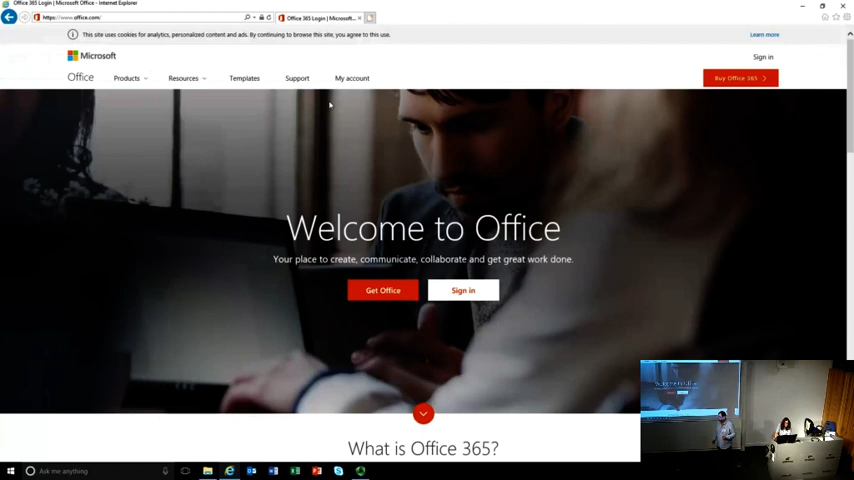 Office 365 Login | Microsoft Office - Internet Explorer
https://www.office.com/
Office 365 Login | Microsoft...
This site uses cookies for analytics, personalized content and ads. By continuing to browse this site, you agree to this use.
Learn more
Microsoft
Sign in
Office
Products
Resources
Templates
Support
My account
Buy Office 365
Welcome to Office
Your place to create, communicate, collaborate and get great work done.
Get Office
Sign in
What is Office 365?
Ask me anything